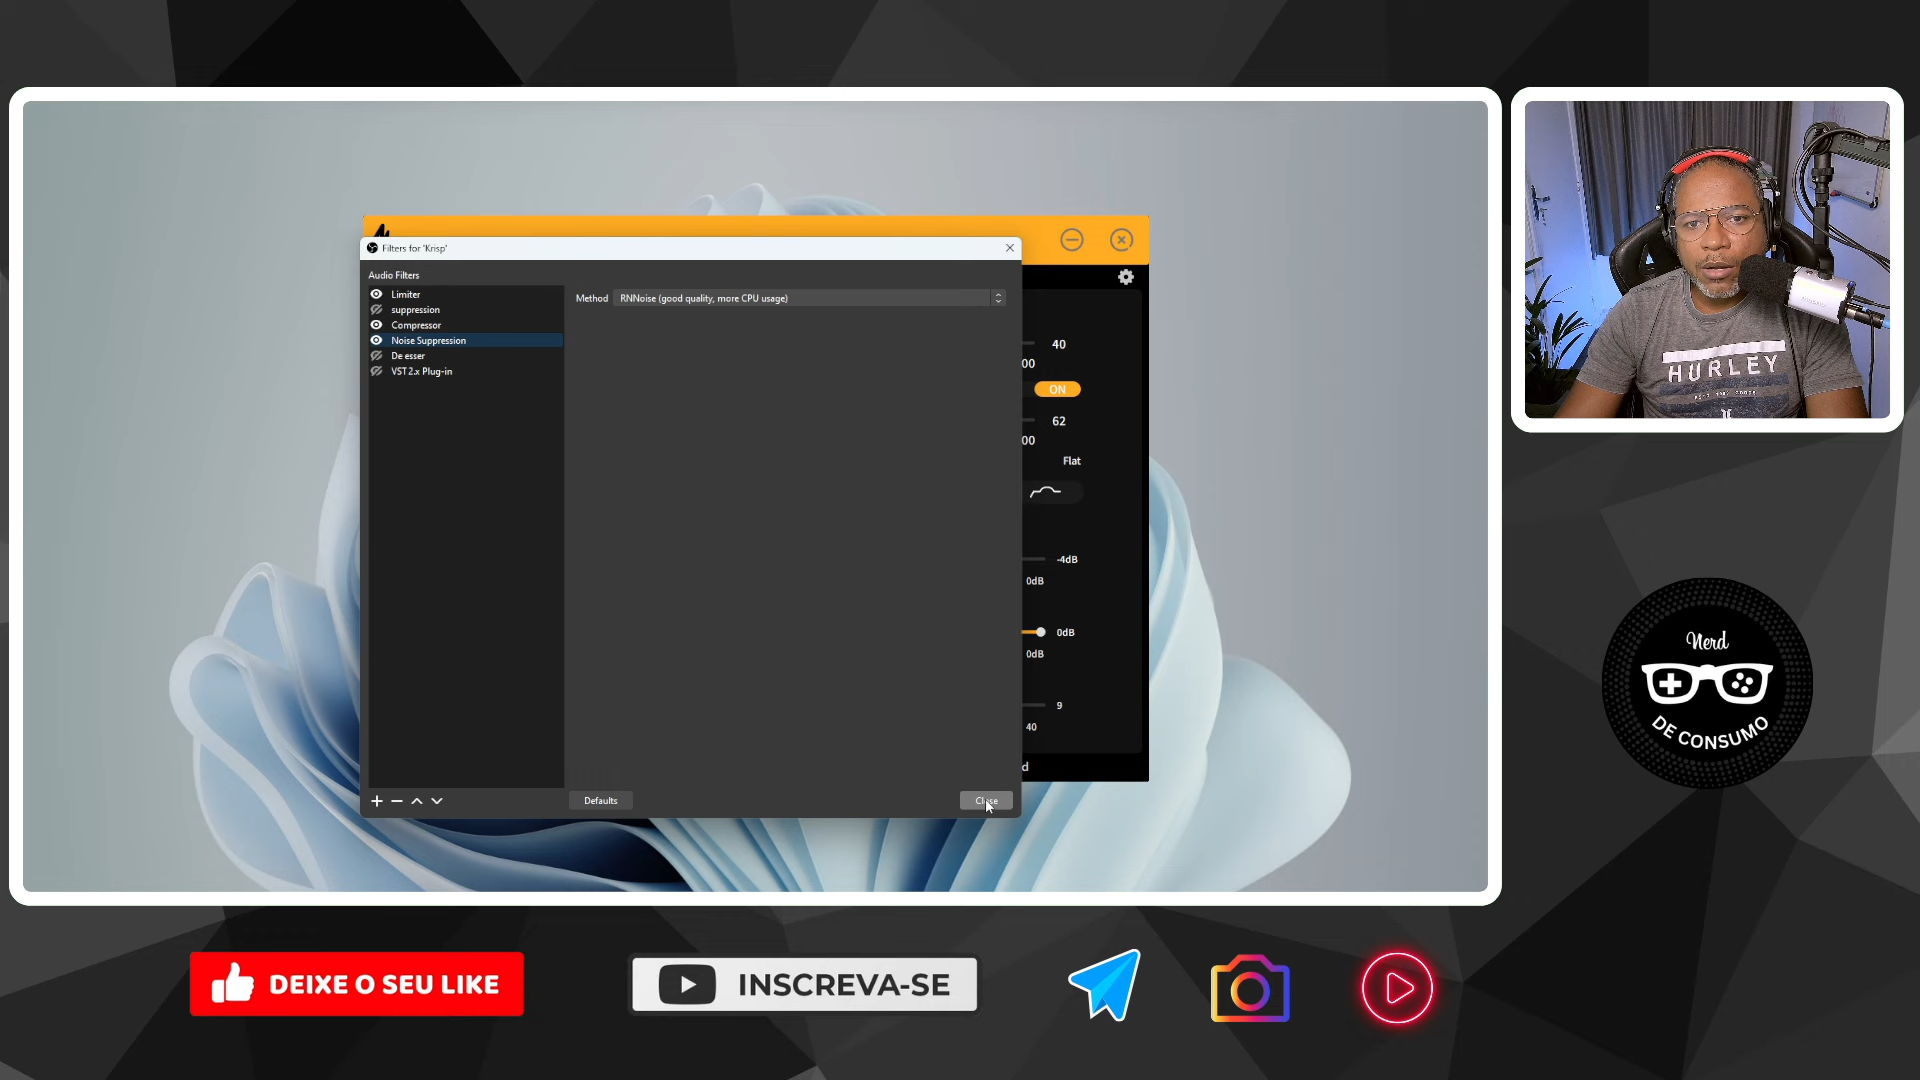 Filters for 'Krisp'
Audio Filters
Limiter
suppression
Compressor
Noise Suppression
De esser
VST 2.x Plug-in
Method RNNoise (good quality, more CPU usage)
Defaults
Close
40
00
ON
62
00
Flat
-4dB
0dB
0dB
0dB
9
40
d
HURLEY
Nerd
DE CONSUMO
DEIXE O SEU LIKE
INSCREVA-SE